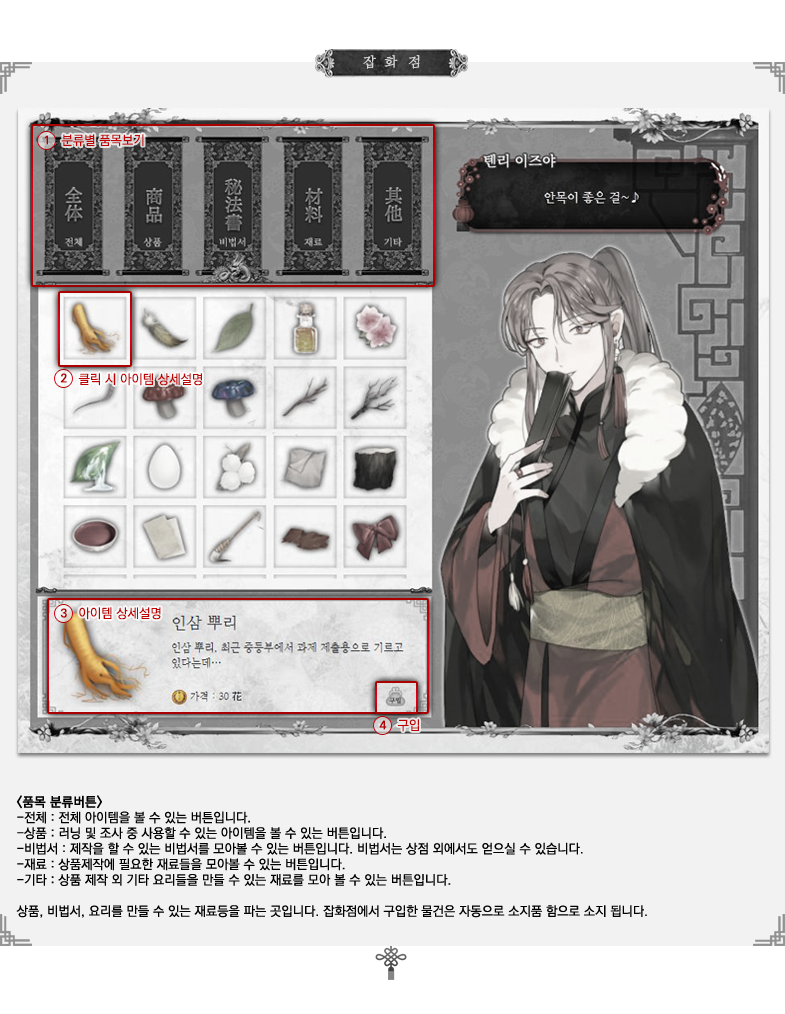 잡화점
1 분류별 품목보기
全体 商品 秘法書 材料 其他
전체 상품 비법서 재료 기타
텐리 이즈야
안목이 좋은 걸~♪
2 클릭 시 아이템 상세설명
3 아이템 상세설명
인삼 뿌리
인삼 뿌리. 최근 중등부에서 과제 제출용으로 기르고
있다는데…
가격 : 30 花
구입
4 구입
<품목 분류버튼>
-전체 : 전체 아이템을 볼 수 있는 버튼입니다.
-상품 : 러닝 및 조사 중 사용할 수 있는 아이템을 볼 수 있는 버튼입니다.
-비법서 : 제작을 할 수 있는 비법서를 모아볼 수 있는 버튼입니다. 비법서는 상점 외에서도 얻으실 수 있습니다.
-재료 : 상품제작에 필요한 재료들을 모아볼 수 있는 버튼입니다.
-기타 : 상품 제작 외 기타 요리들을 만들 수 있는 재료를 모아 볼 수 있는 버튼입니다.
상품, 비법서, 요리를 만들 수 있는 재료등을 파는 곳입니다. 잡화점에서 구입한 물건은 자동으로 소지품 함으로 소지 됩니다.